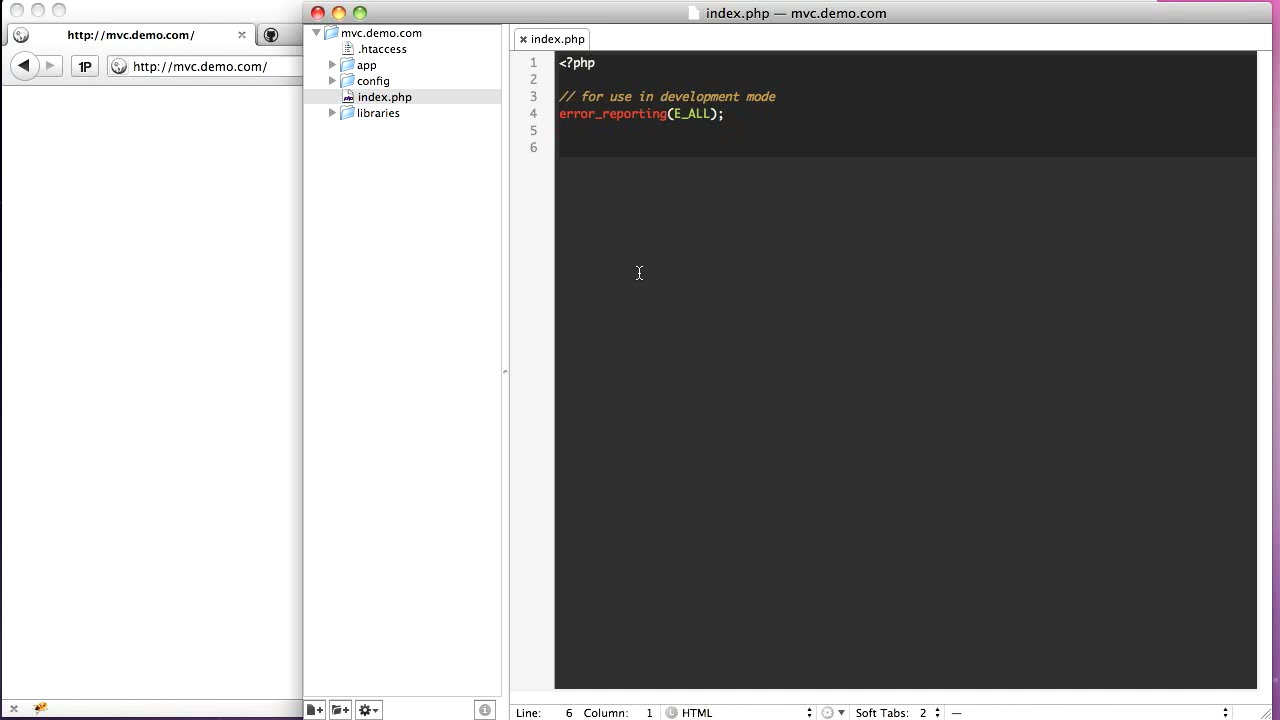 http://mvc.demo.com/
1P
http://mvc.demo.com/
index.php — mvc.demo.com
mvc.demo.com
.htaccess
app
config
index.php
libraries
index.php
1 <?php
2
3 // for use in development mode
4 error_reporting(E_ALL);
5
6
Line: 6 Column: 1 L HTML Soft Tabs: 2 —